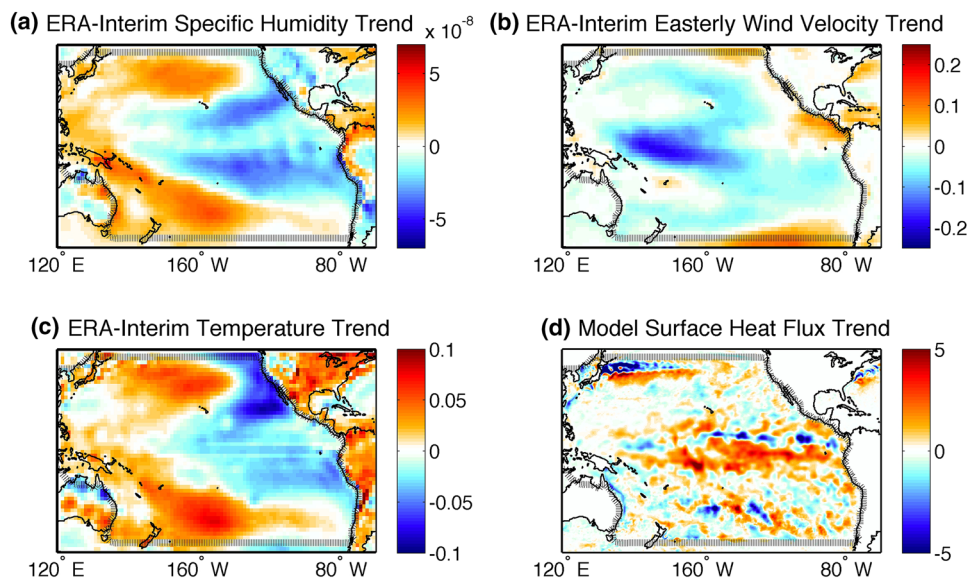 (a) ERA-Interim Specific Humidity Trend
x 10⁻⁸
5
0
-5
120° E
160° W
80° W
(b) ERA-Interim Easterly Wind Velocity Trend
0.2
0.1
0
-0.1
-0.2
120° E
160° W
80° W
(c) ERA-Interim Temperature Trend
0.1
0.05
0
-0.05
-0.1
120° E
160° W
80° W
(d) Model Surface Heat Flux Trend
5
0
-5
120° E
160° W
80° W